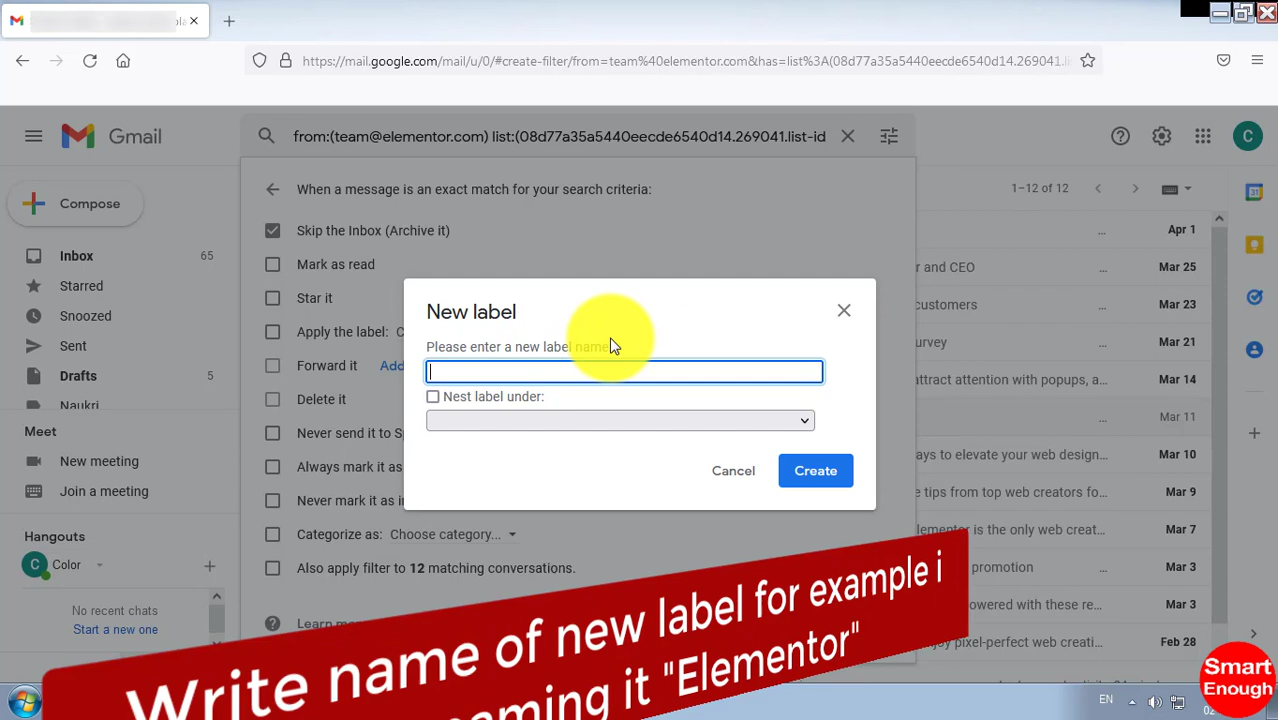 https://mail.google.com/mail/u/0/#create-filter/from=team%40elementor.com&has=list%3A(08d77a35a5440eecde6540d14.269041.lis
Gmail
from:(team@elementor.com) list:(08d77a35a5440eecde6540d14.269041.list-id
1–12 of 12
When a message is an exact match for your search criteria:
Compose
Skip the Inbox (Archive it)
Apr 1
Inbox 65
Mark as read
and CEO Mar 25
Starred
Star it
customers Mar 23
Snoozed
Apply the label:
Mar 22
Sent
Forward it
attract attention with popups, a... Mar 14
Drafts 5
Delete it
Mar 11
Naukri
Never send it to
Meet
ays to elevate your web design... Mar 10
New meeting
Always mark it as
e tips from top web creators fo... Mar 9
Join a meeting
Never mark it as
ementor is the only web creat... Mar 7
Hangouts
Categorize as: Choose category...
promotion Mar 4
Color
Also apply filter to 12 matching conversations.
owered with these re... Mar 3
No recent chats
Start a new one
Learn
joy pixel-perfect web creati... Feb 28
New label
Please enter a new label name
Nest label under:
Cancel
Create
Write name of new label for example i
naming it "Elementor"
Smart
Enough
EN
C